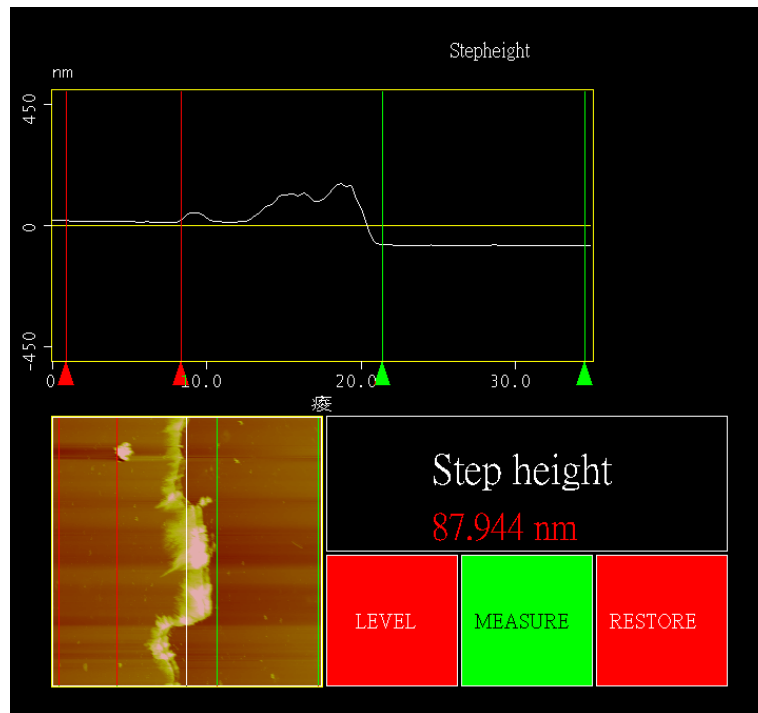 Stepheight
nm
450
0
-450
0 10.0 20.0 30.0
痿
Step height
87.944 nm
LEVEL MEASURE RESTORE